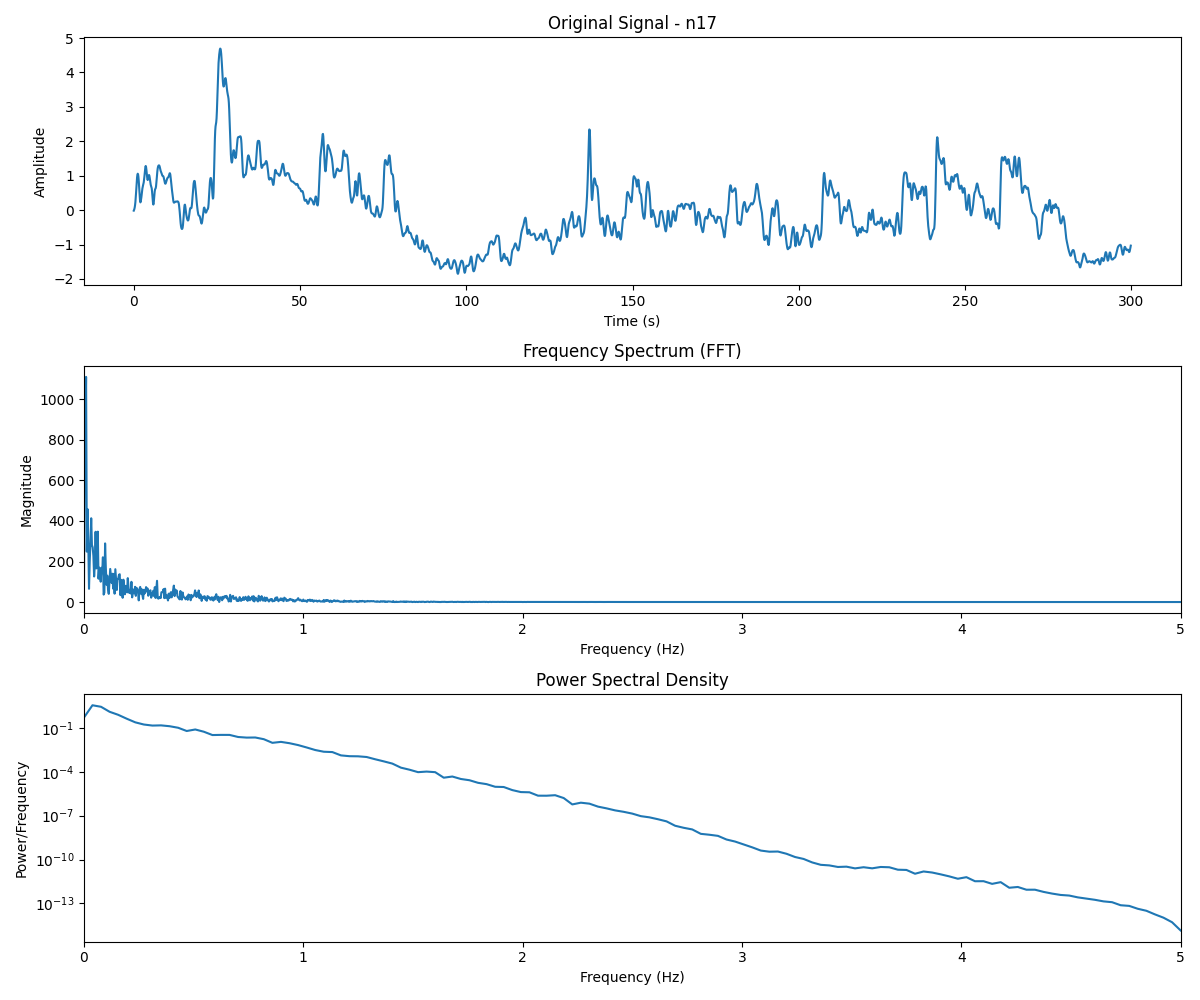 Original Signal - n17
5
4
3
2
1
0
−1
−2
Amplitude
0 50 100 150 200 250 300
Time (s)
Frequency Spectrum (FFT)
1000
800
600
400
200
0
Magnitude
0 1 2 3 4 5
Frequency (Hz)
Power Spectral Density
10⁻¹
10⁻⁴
10⁻⁷
10⁻¹⁰
10⁻¹³
Power/Frequency
0 1 2 3 4 5
Frequency (Hz)